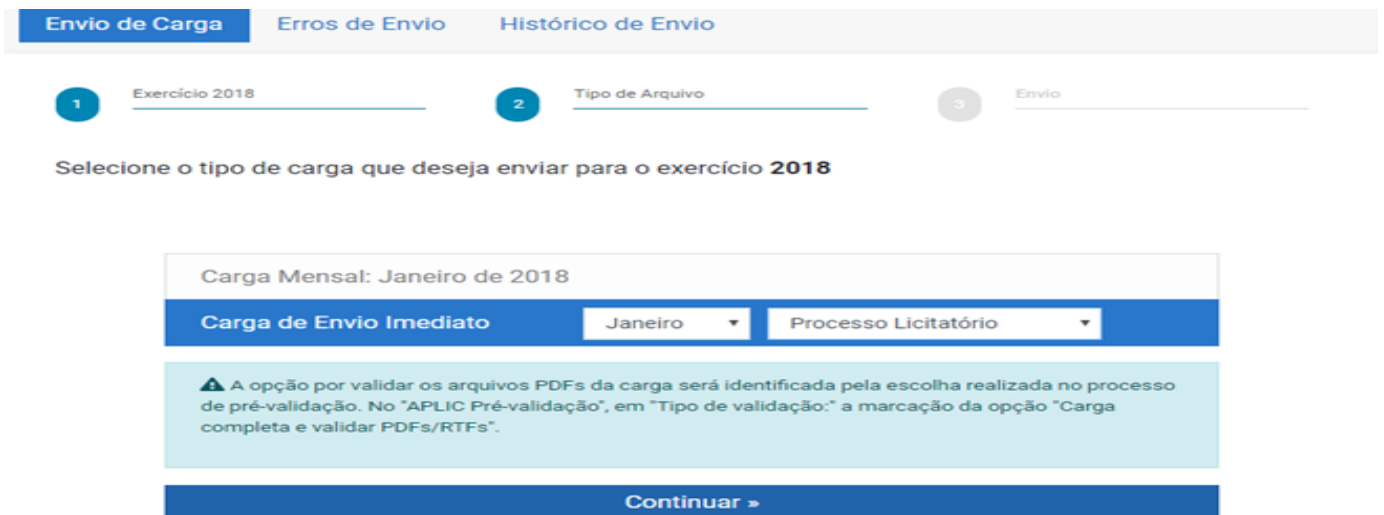 Envio de Carga Erros de Envio Histórico de Envio
1 Exercício 2018 2 Tipo de Arquivo 3 Envio
Selecione o tipo de carga que deseja enviar para o exercício 2018
Carga Mensal: Janeiro de 2018
Carga de Envio Imediato Janeiro Processo Licitatório
A opção por validar os arquivos PDFs da carga será identificada pela escolha realizada no processo
de pré-validação. No "APLIC Pré-validação", em "Tipo de validação:" a marcação da opção "Carga
completa e validar PDFs/RTFs".
Continuar »